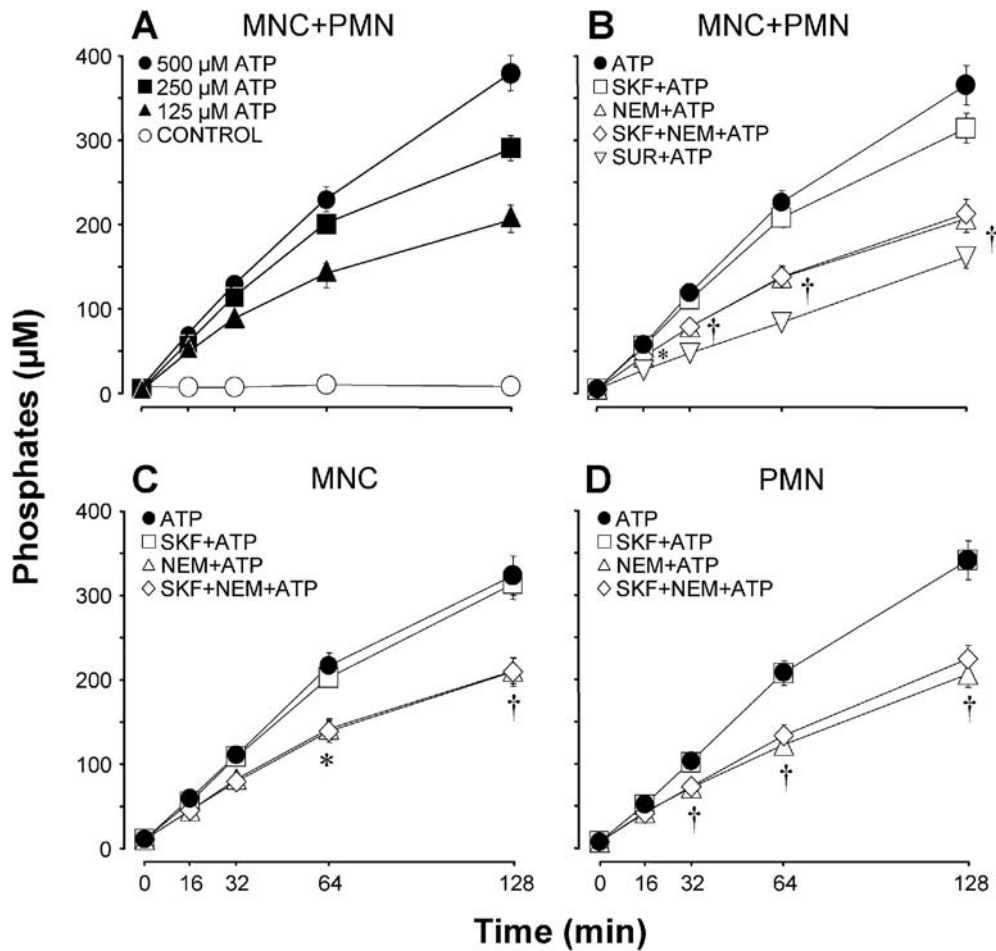 A MNC+PMN
500 µM ATP
250 µM ATP
125 µM ATP
CONTROL
400
300
200
100
0
B MNC+PMN
ATP
SKF+ATP
NEM+ATP
SKF+NEM+ATP
SUR+ATP
*
†
†
†
Phosphates (µM)
C MNC
ATP
SKF+ATP
NEM+ATP
SKF+NEM+ATP
400
300
200
100
0
*
†
0 16 32 64 128
D PMN
ATP
SKF+ATP
NEM+ATP
SKF+NEM+ATP
†
†
†
0 16 32 64 128
Time (min)